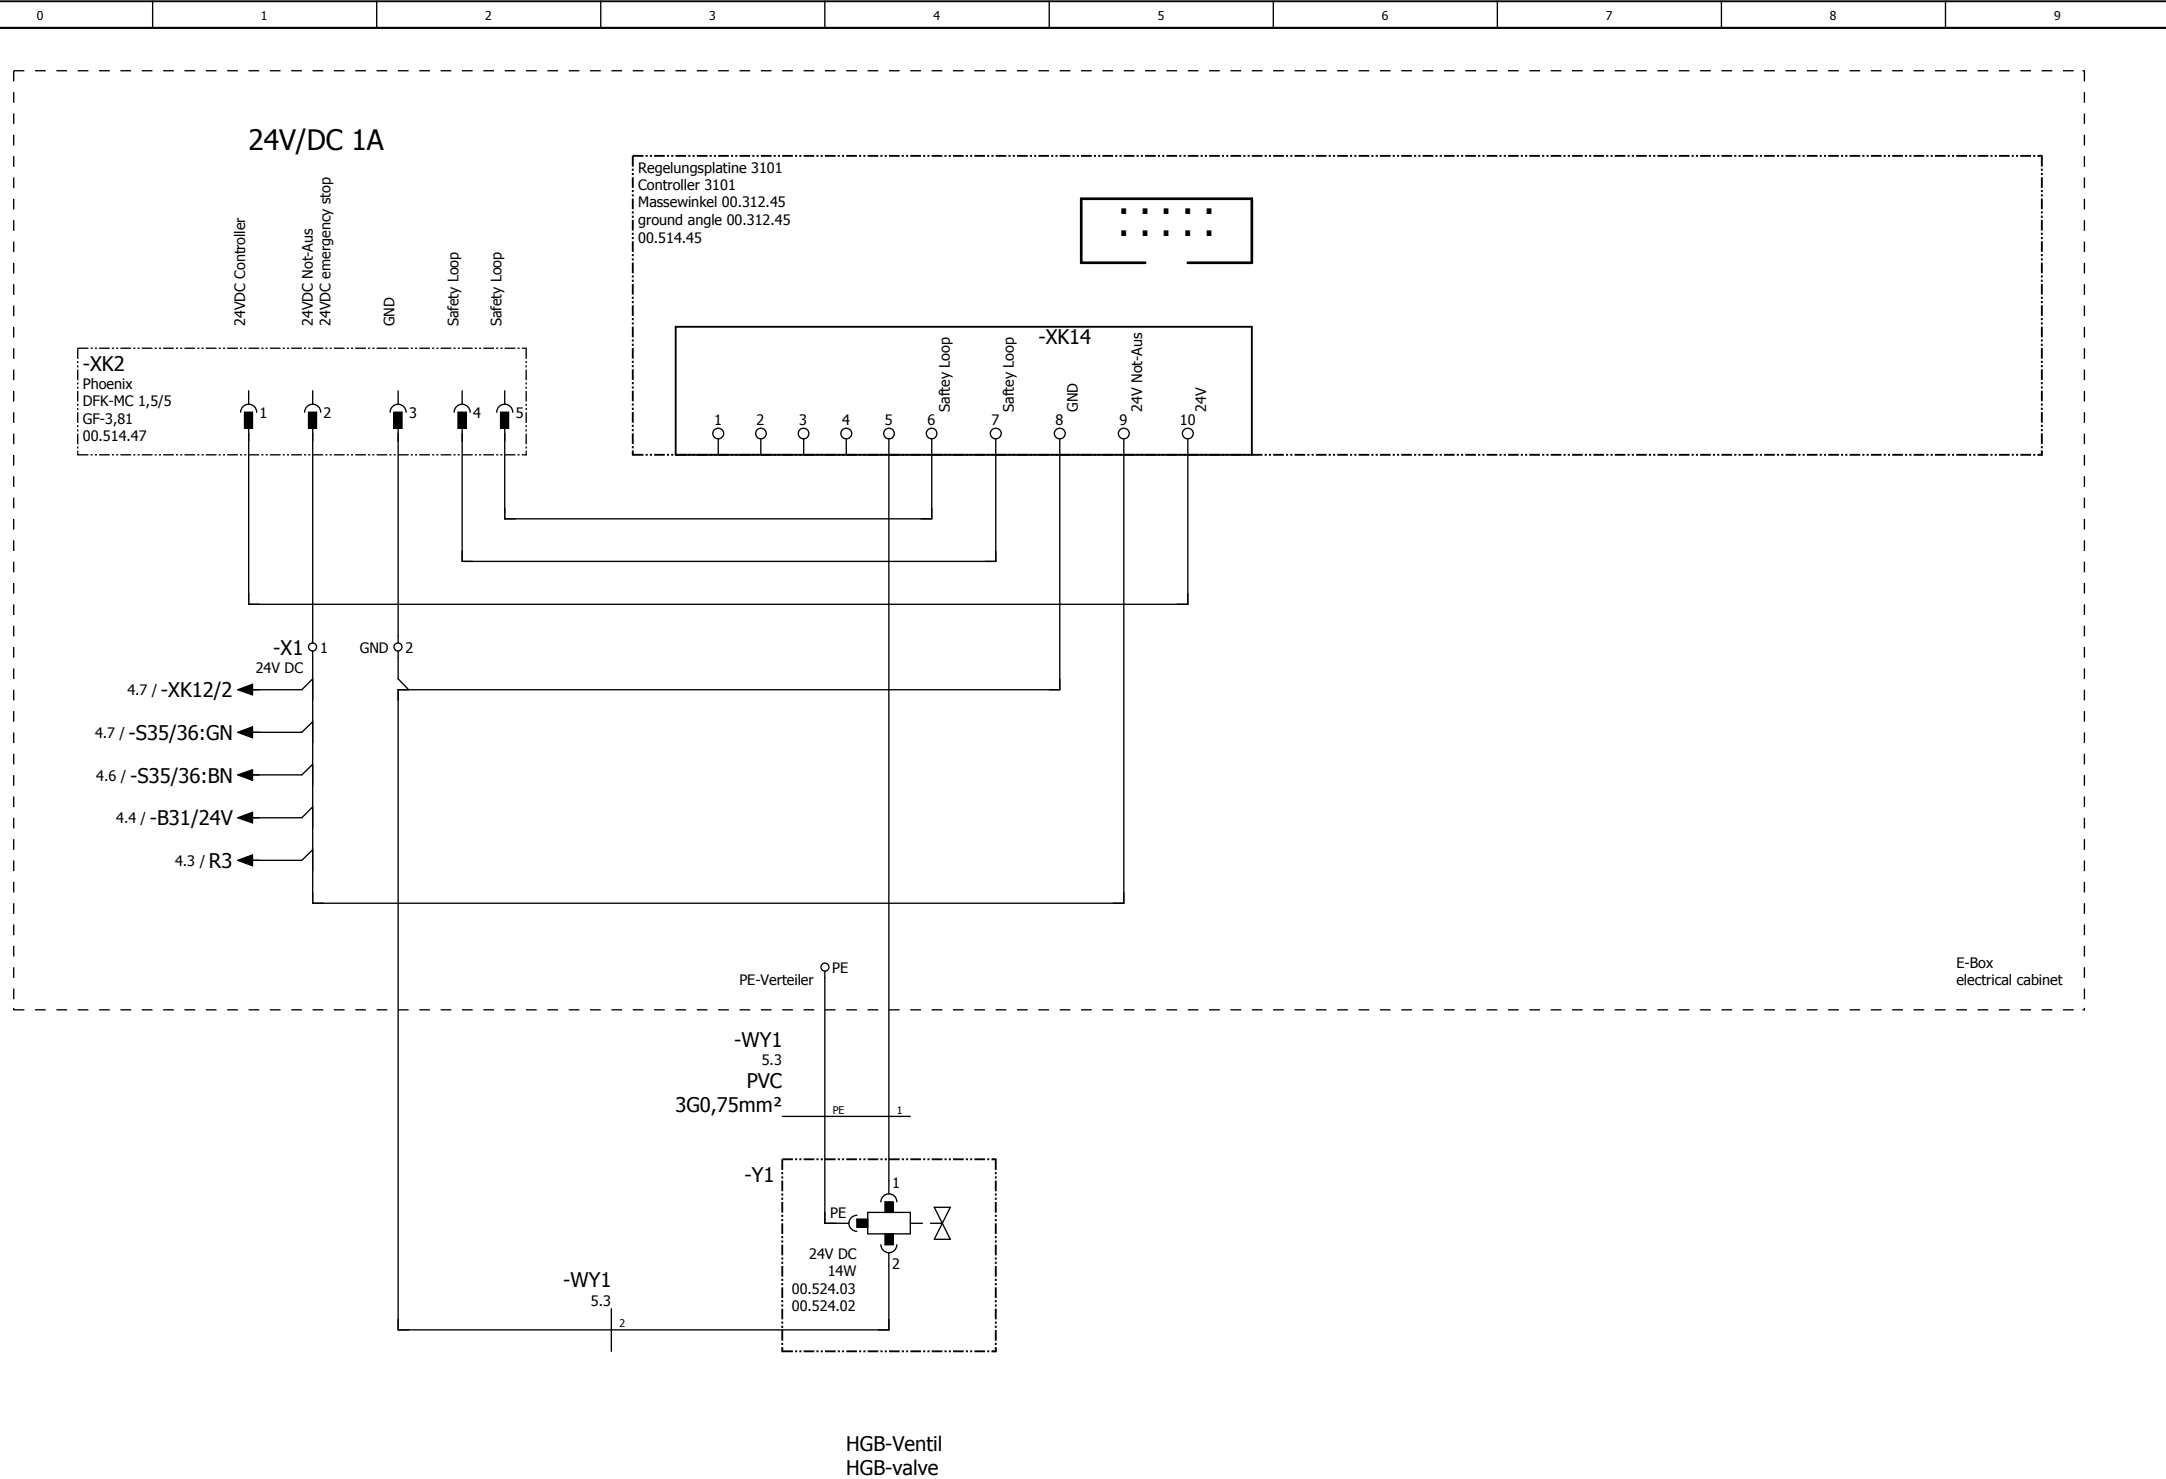 0 1 2 3 4 5 6 7 8 9
24V/DC 1A
24VDC Controller
24VDC Not-Aus
24VDC emergency stop
GND
Safety Loop
Safety Loop
-XK2
Phoenix
DFK-MC 1,5/5
GF-3,81
00.514.47
1 2 3 4 5
Regelungsplatine 3101
Controller 3101
Massewinkel 00.312.45
ground angle 00.312.45
00.514.45
-XK14
Saftey Loop
Saftey Loop
GND
24V Not-Aus
24V
1 2 3 4 5 6 7 8 9 10
-X1 1 GND 2
24V DC
4.7 / -XK12/2
4.7 / -S35/36:GN
4.6 / -S35/36:BN
4.4 / -B31/24V
4.3 / R3
PE
PE-Verteiler
E-Box
electrical cabinet
-WY1
5.3
PVC
3G0,75mm²
PE 1
-Y1
1
PE
2
24V DC
14W
00.524.03
00.524.02
-WY1
5.3
2
HGB-Ventil
HGB-valve